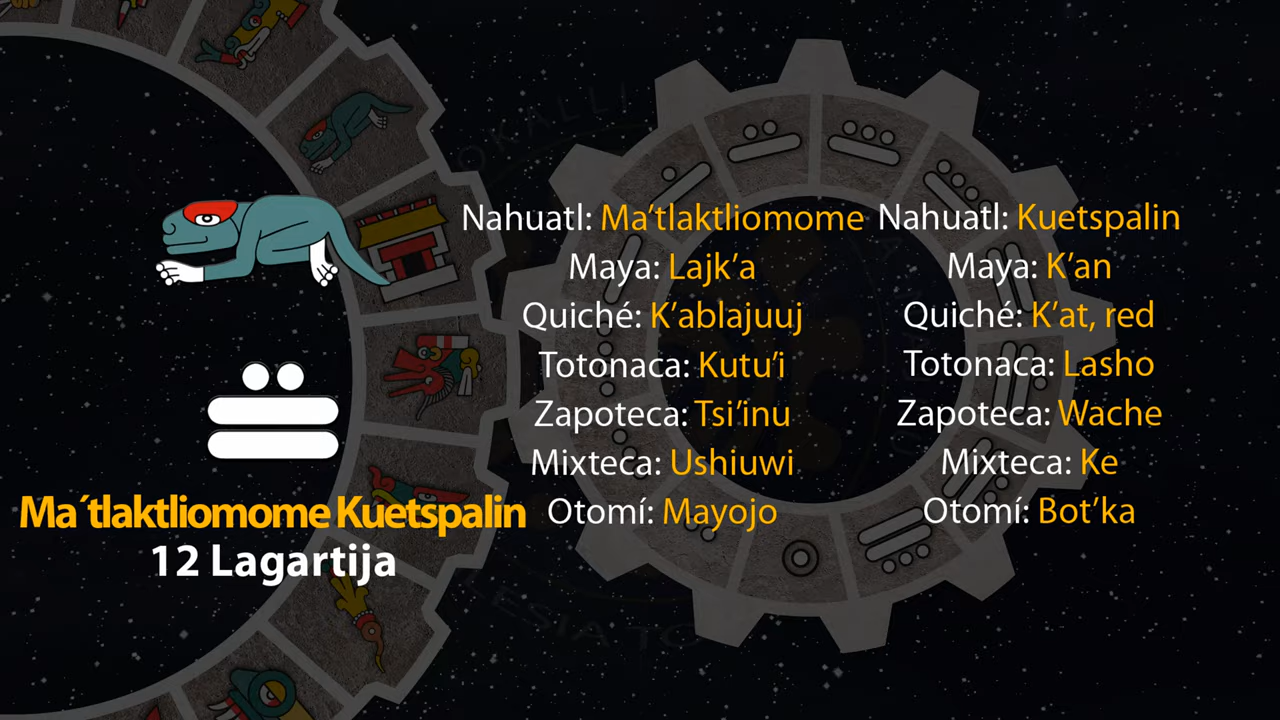 Nahuatl: Ma’tlaktliomome
Maya: Lajk’a
Quiché: K’ablajuuj
Totonaca: Kutu’i
Zapoteca: Tsi’inu
Mixteca: Ushiuwi
Otomí: Mayojo
Nahuatl: Kuetspalin
Maya: K’an
Quiché: K’at, red
Totonaca: Lasho
Zapoteca: Wache
Mixteca: Ke
Otomí: Bot’ka
Ma´tlaktliomome Kuetspalin
12 Lagartija